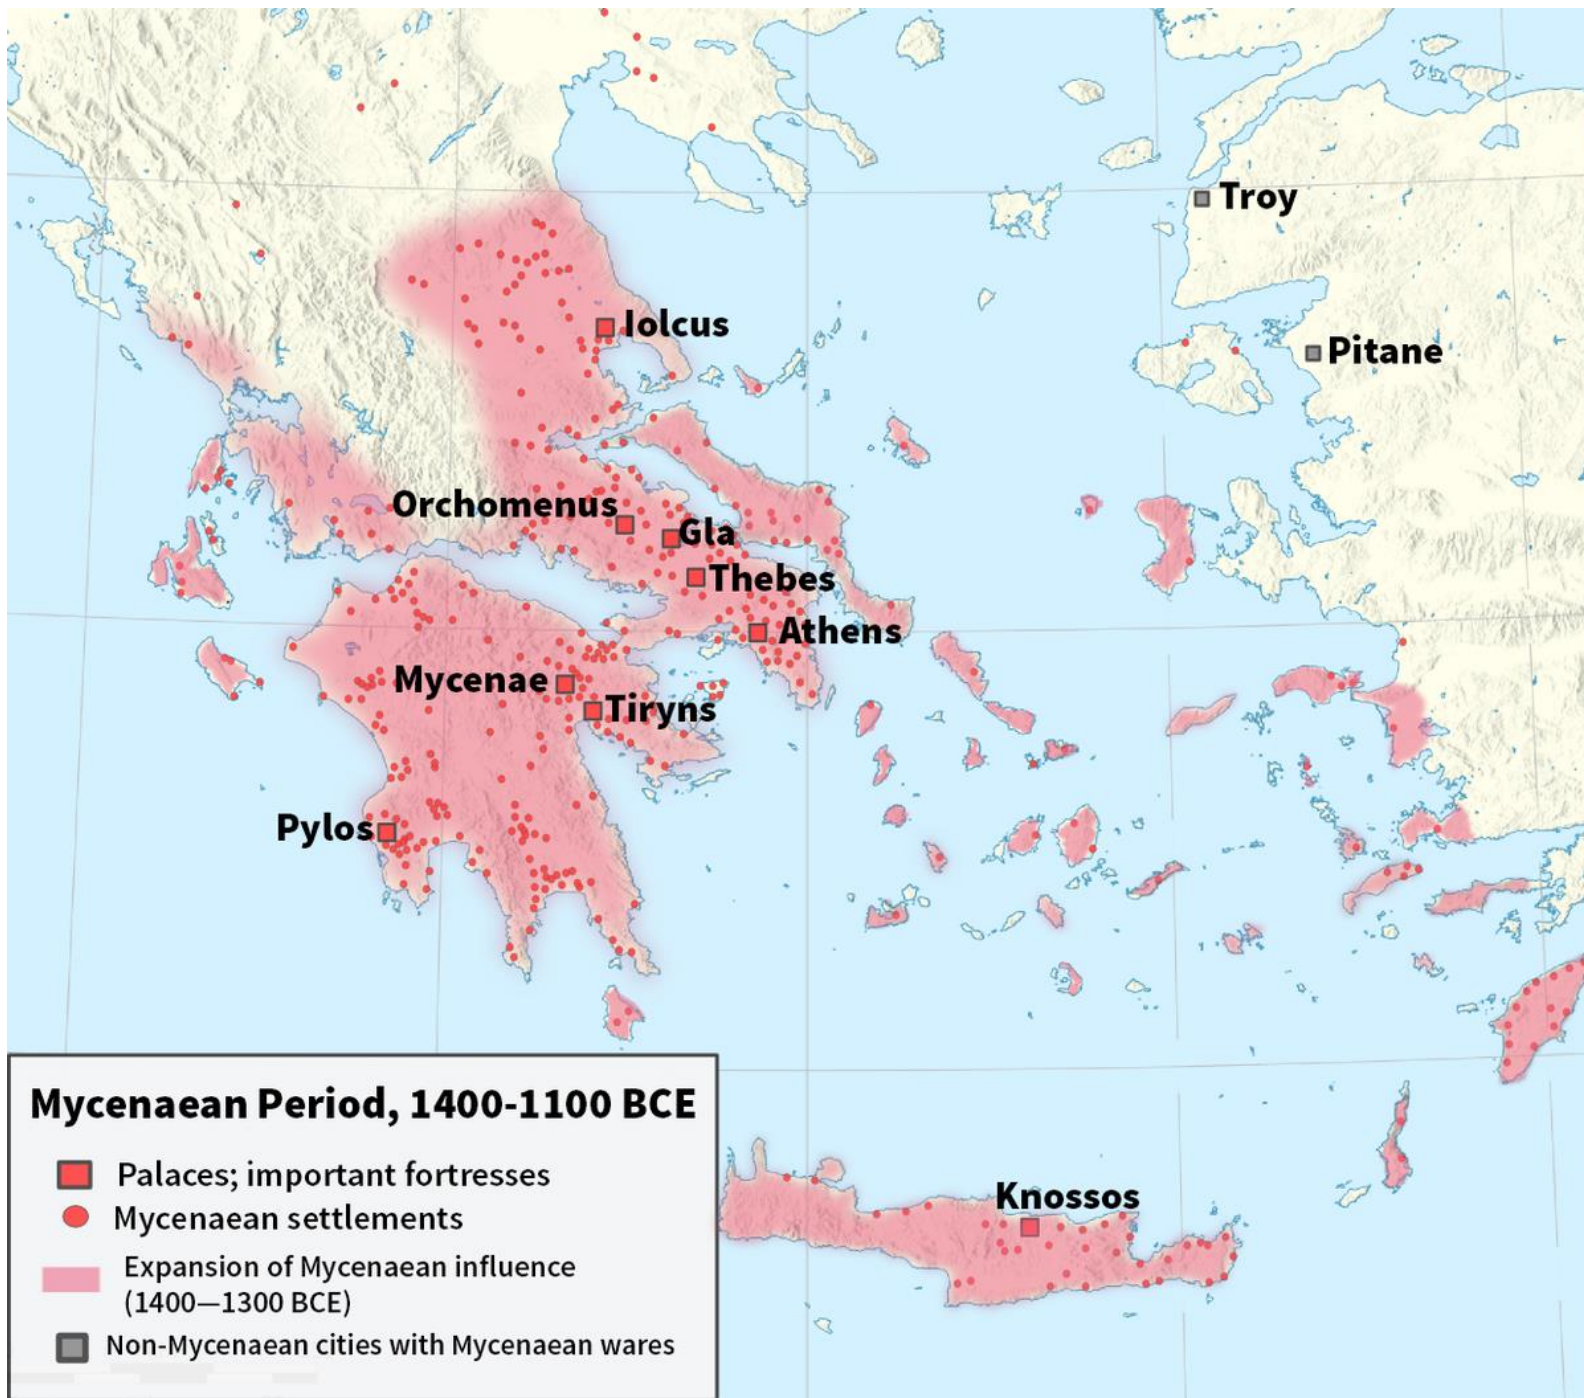 Troy
Iolcus
Pitane
Orchomenus
Gla
Thebes
Athens
Mycenae
Tiryns
Pylos
Knossos
Mycenaean Period, 1400-1100 BCE
Palaces; important fortresses
Mycenaean settlements
Expansion of Mycenaean influence
(1400—1300 BCE)
Non-Mycenaean cities with Mycenaean wares